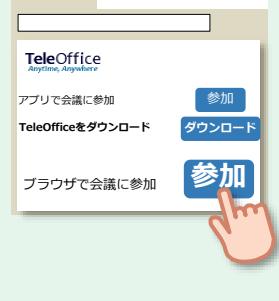 TeleOffice
Anytime, Anywhere
アプリで会議に参加 参加
TeleOfficeをダウンロード ダウンロード
ブラウザで会議に参加 参加